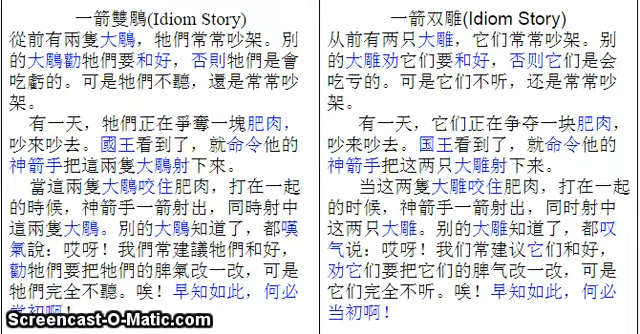 一箭雙鵰(Idiom Story)
從前有兩隻大鵰，牠們常常吵架。別
的大鵰勸牠們要和好，否則牠們是會
吃虧的。可是牠們不聽，還是常常吵
架。
有一天，牠們正在爭奪一塊肥肉，
吵來吵去。國王看到了，就命令他的
神箭手把這兩隻大鵰射下來。
當這兩隻大鵰咬住肥肉，打在一起
的時候，神箭手一箭射出，同時射中
這兩隻大鵰。別的大鵰知道了，都嘆
氣說：哎呀！我們常建議牠們和好，
勸牠們要把牠們的脾氣改一改，可是
牠們完全不聽。唉！早知如此，何必
當初啊！
一箭双雕(Idiom Story)
从前有两只大雕，它们常常吵架。别
的大雕劝它们要和好，否则它们是会
吃亏的。可是它们不听，还是常常吵
架。
有一天，它们正在争夺一块肥肉，
吵来吵去。国王看到了，就命令他的
神箭手把这两只大雕射下来。
当这两只大雕咬住肥肉，打在一起
的时候，神箭手一箭射出，同时射中
这两只大雕。别的大雕知道了，都叹
气说：哎呀！我们常建议它们和好，
劝它们要把它们的脾气改一改，可是
它们完全不听。唉！早知如此，何必
当初啊！
Screencast-O-Matic.com